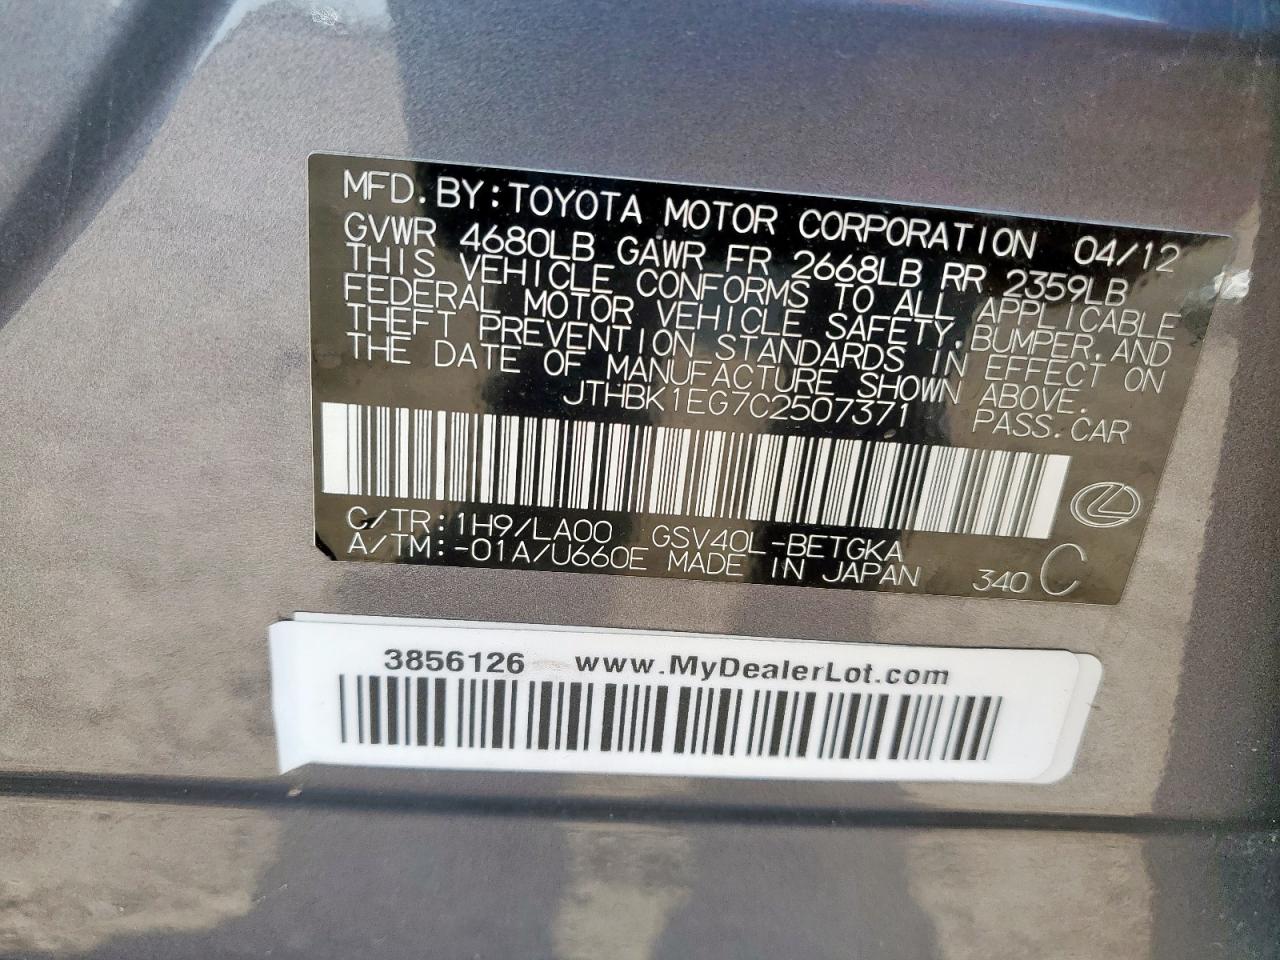 MFD. BY: TOYOTA MOTOR CORPORATION 04/12
GVWR 4680LB GAWR FR 2668LB RR 2359LB
THIS VEHICLE CONFORMS TO ALL APPLICABLE
FEDERAL MOTOR VEHICLE SAFETY, BUMPER, AND
THEFT PREVENTION STANDARDS IN EFFECT ON
THE DATE OF MANUFACTURE SHOWN ABOVE.
JTHBK1EG7C2507371 PASS. CAR
C/TR: 1H9/LA00 GSV40L-BETGKA
A/TM: -01A/U660E MADE IN JAPAN 340 C
3856126 www.MyDealerLot.com